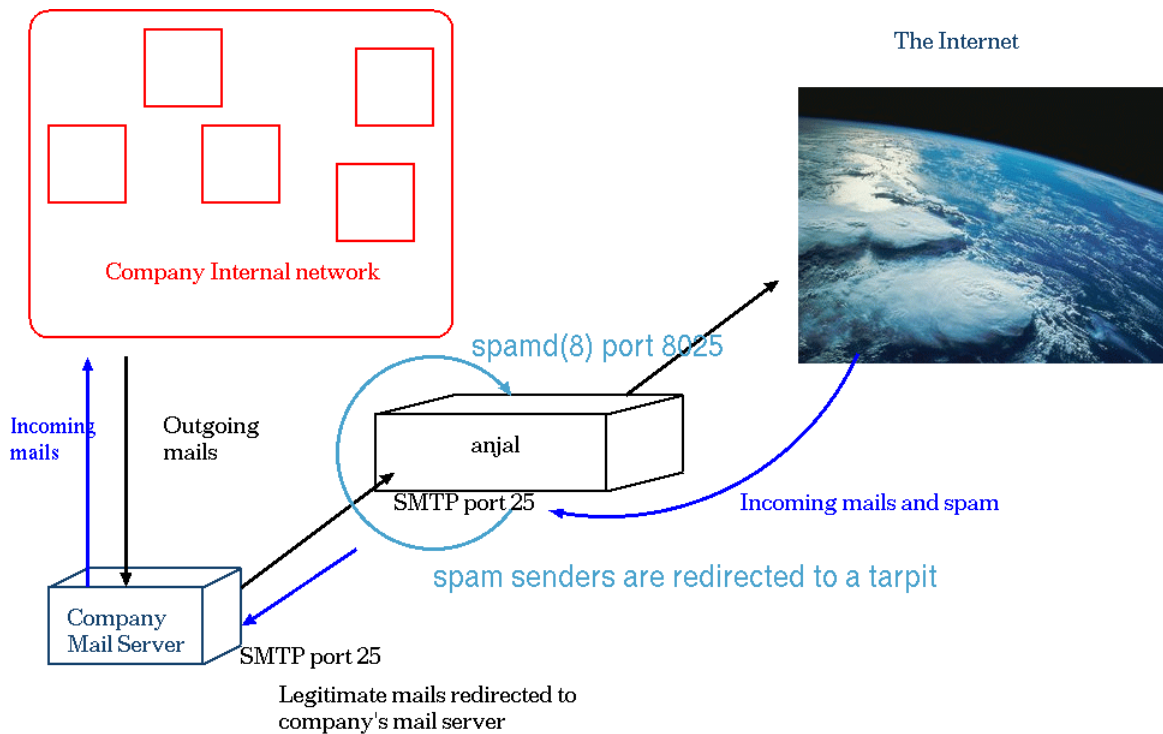 The Internet
Company Internal network
spamd(8) port 8025
Incoming
mails
Outgoing
mails
anjal
SMTP port 25
Incoming mails and spam
spam senders are redirected to a tarpit
Company
Mail Server
SMTP port 25
Legitimate mails redirected to
company's mail server